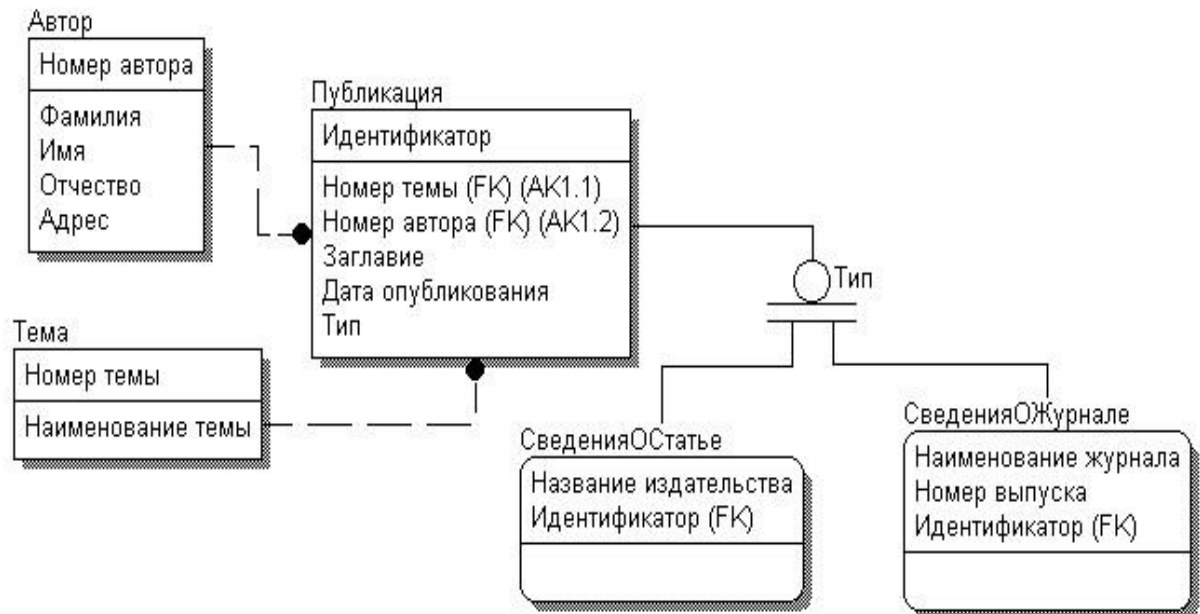 Автор
Номер автора
Фамилия
Имя
Отчество
Адрес
Публикация
Идентификатор
Номер темы (FK) (AK1.1)
Номер автора (FK) (AK1.2)
Заглавие
Дата опубликования
Тип
Тип
Тема
Номер темы
Наименование темы
СведенияОСтатье
Название издательства
Идентификатор (FK)
СведенияОЖурнале
Наименование журнала
Номер выпуска
Идентификатор (FK)